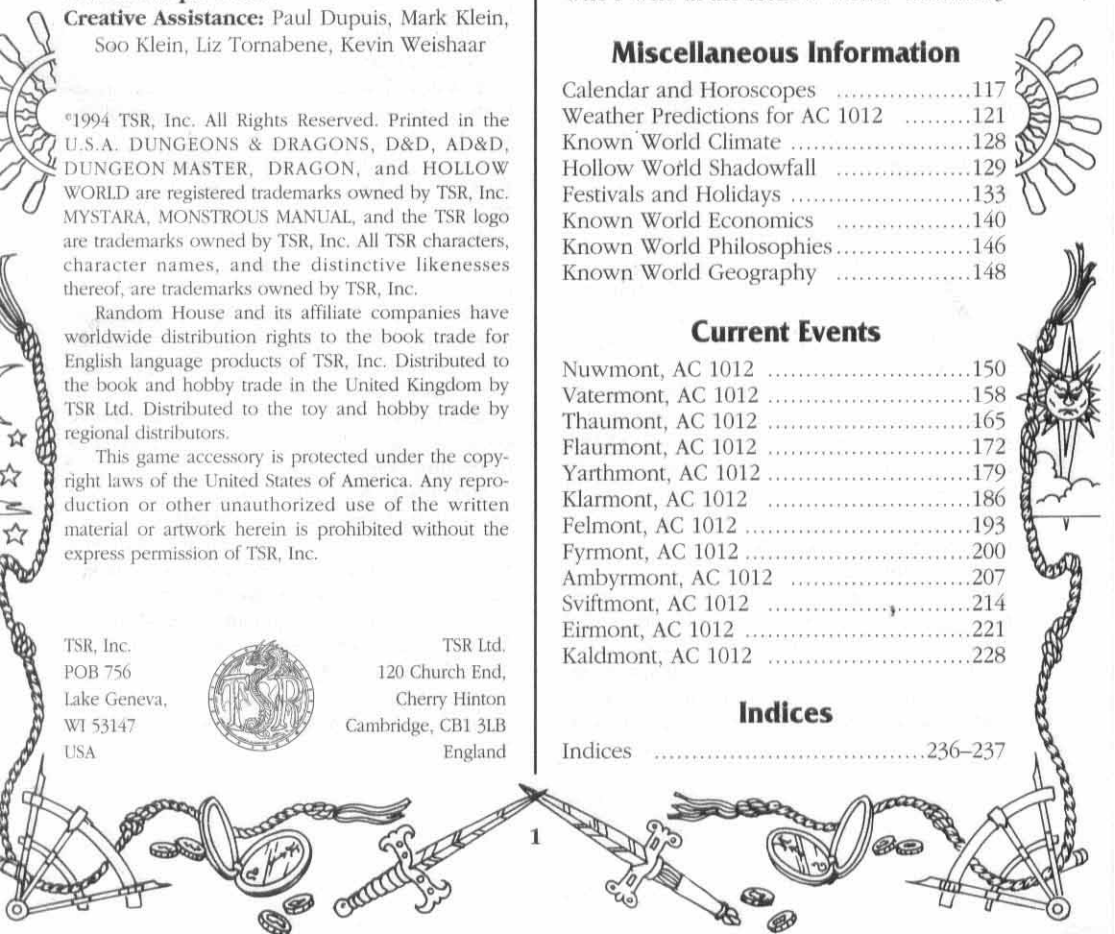 Creative Assistance: Paul Dupuis, Mark Klein,
Soo Klein, Liz Tornabene, Kevin Weishaar
©1994 TSR, Inc. All Rights Reserved. Printed in the
U.S.A. DUNGEONS & DRAGONS, D&D, AD&D,
DUNGEON MASTER, DRAGON, and HOLLOW
WORLD are registered trademarks owned by TSR, Inc.
MYSTARA, MONSTROUS MANUAL, and the TSR logo
are trademarks owned by TSR, Inc. All TSR characters,
character names, and the distinctive likenesses
thereof, are trademarks owned by TSR, Inc.
Random House and its affiliate companies have
worldwide distribution rights to the book trade for
English language products of TSR, Inc. Distributed to
the book and hobby trade in the United Kingdom by
TSR Ltd. Distributed to the toy and hobby trade by
regional distributors.
This game accessory is protected under the copy-
right laws of the United States of America. Any repro-
duction or other unauthorized use of the written
material or artwork herein is prohibited without the
express permission of TSR, Inc.
TSR, Inc.
POB 756
Lake Geneva,
WI 53147
USA
TSR
TSR Ltd.
120 Church End,
Cherry Hinton
Cambridge, CB1 3LB
England
Miscellaneous Information
Calendar and Horoscopes ..................117
Weather Predictions for AC 1012 .........121
Known World Climate ........................128
Hollow World Shadowfall ..................129
Festivals and Holidays ........................133
Known World Economics ..................140
Known World Philosophies..................146
Known World Geography ..................148
Current Events
Nuwmont, AC 1012 ...........................150
Vatermont, AC 1012 ...........................158
Thaumont, AC 1012 ...........................165
Flaurmont, AC 1012 ...........................172
Yarthmont, AC 1012 ...........................179
Klarmont, AC 1012 ...........................186
Felmont, AC 1012 ..............................193
Fyrmont, AC 1012 ..............................200
Ambyrmont, AC 1012 ........................207
Sviftmont, AC 1012 ...........................214
Eirmont, AC 1012 ..............................221
Kaldmont, AC 1012 ...........................228
Indices
Indices ....................................236–237
1